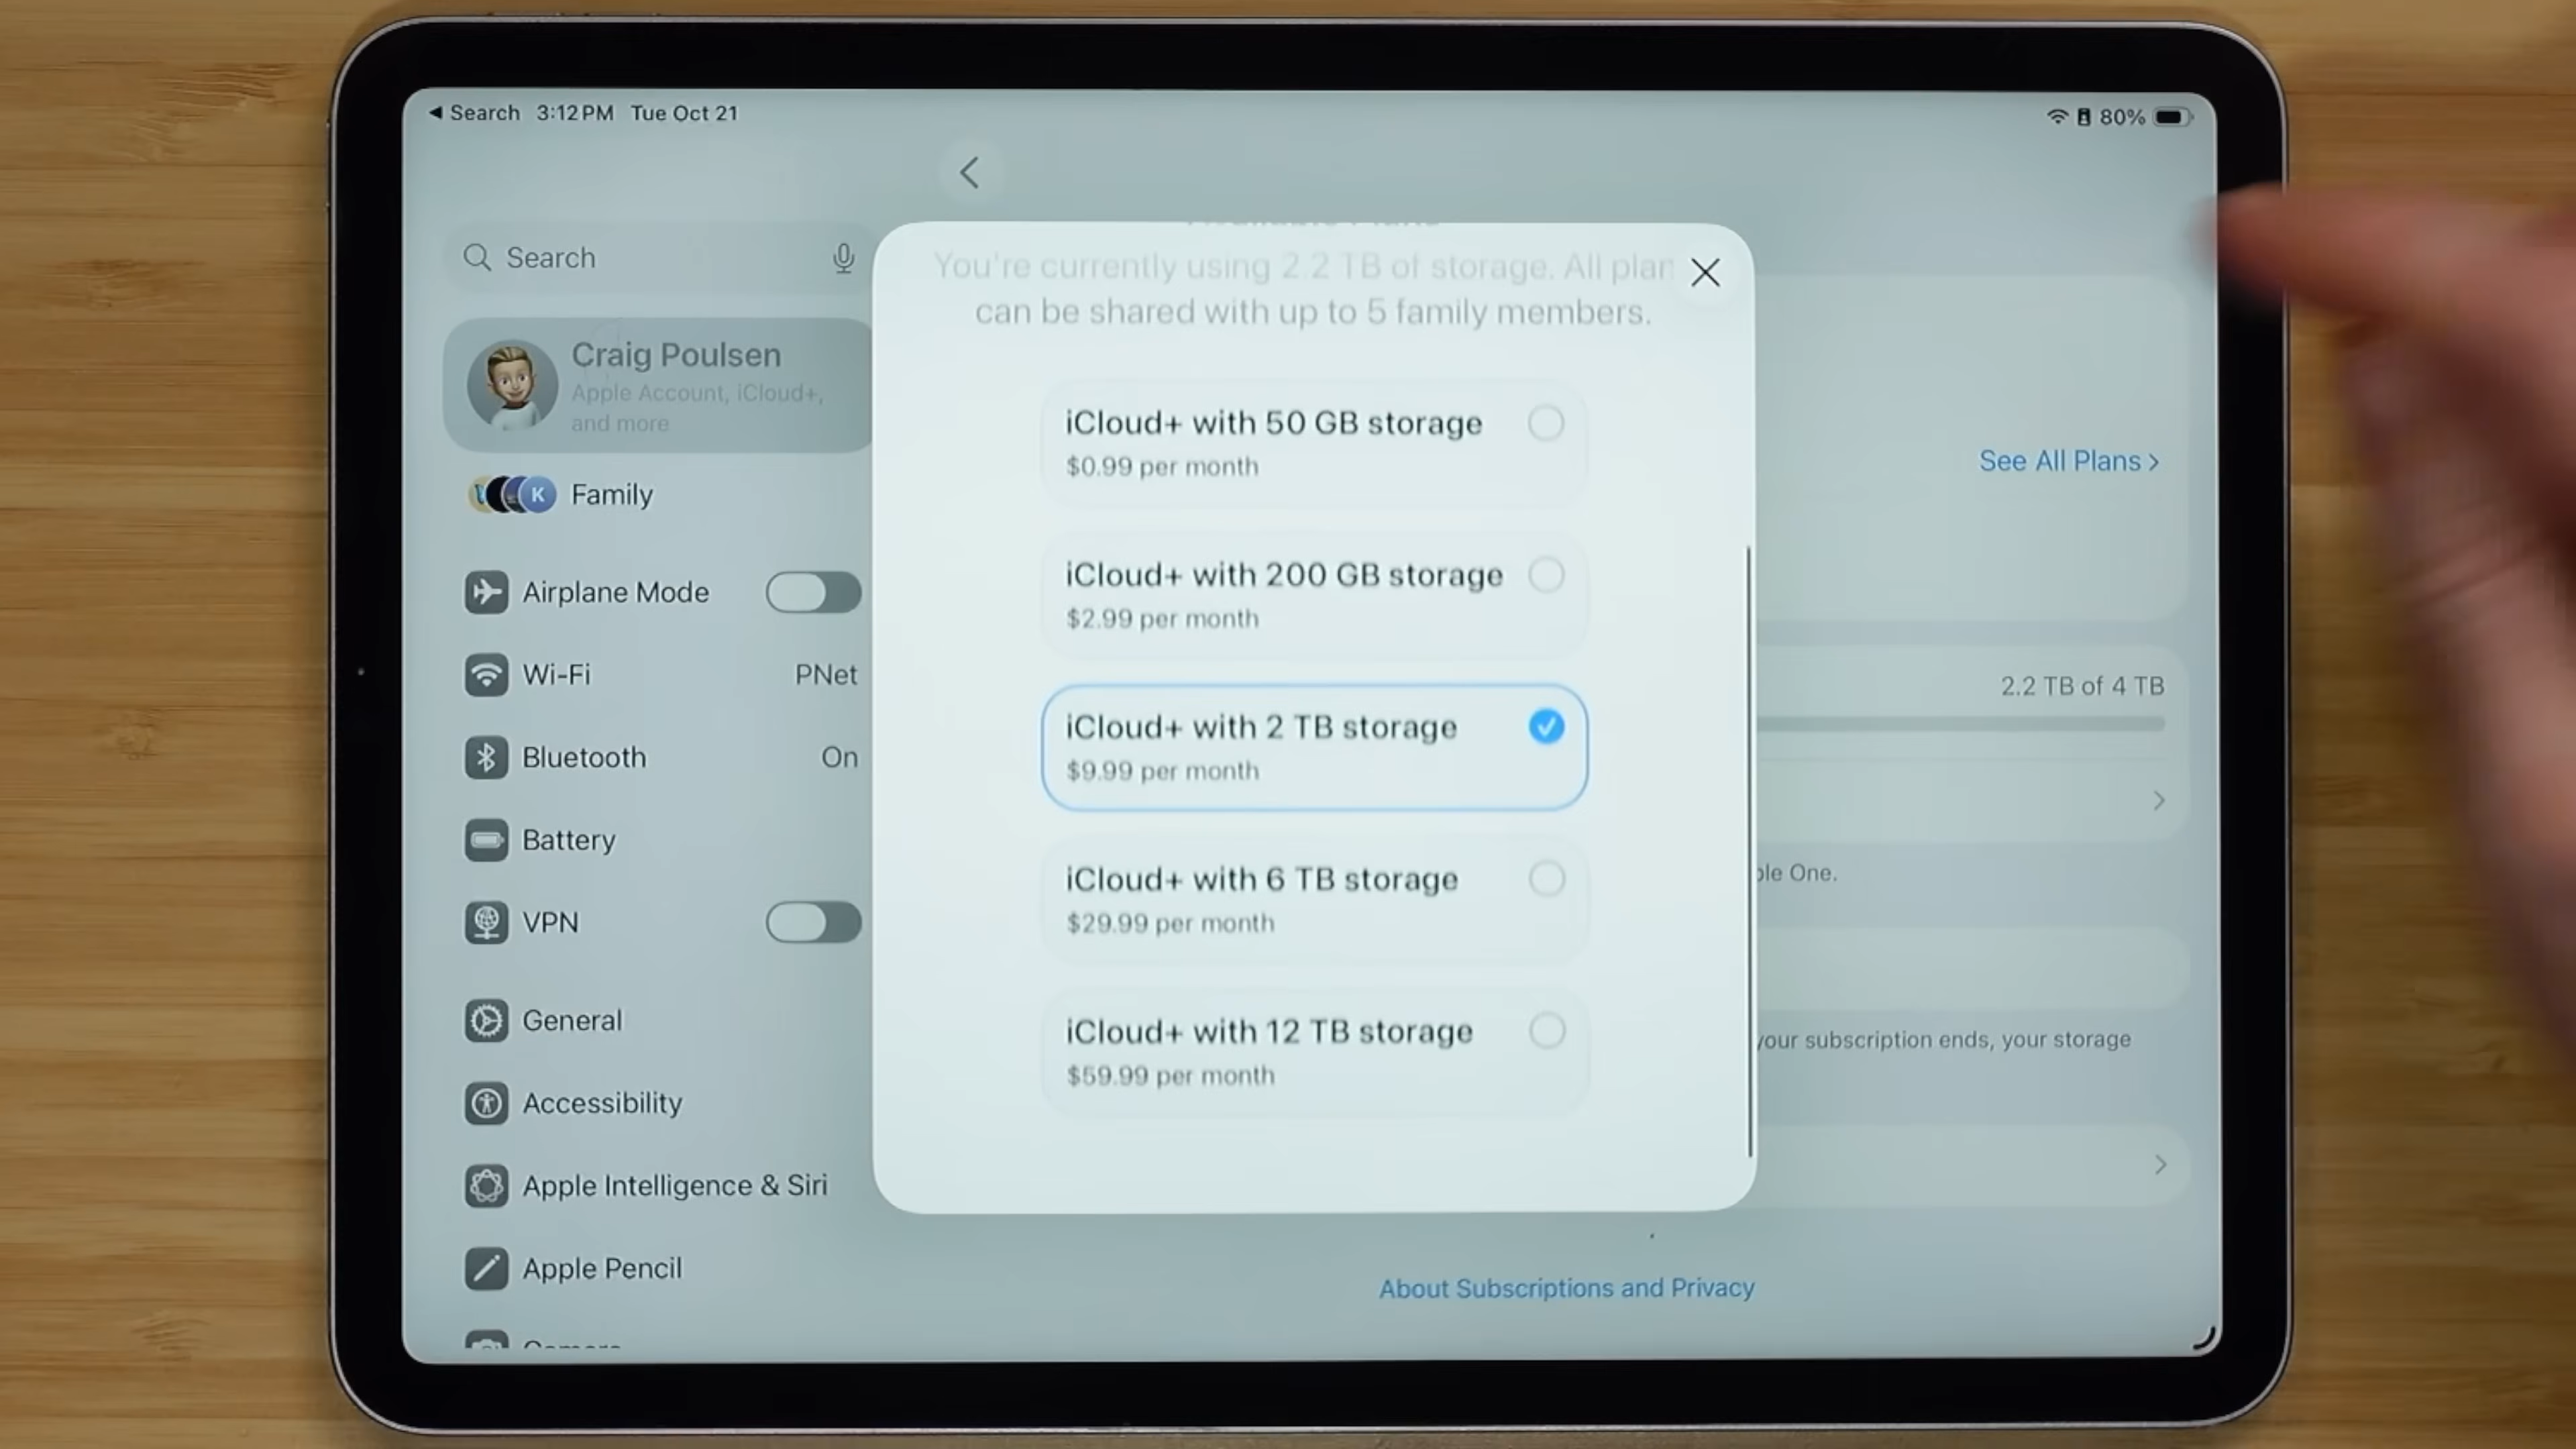 ◀ Search 3:12 PM Tue Oct 21
80%
Search
Craig Poulsen
Apple Account, iCloud+,
and more
K
Family
Airplane Mode
Wi-Fi PNet
Bluetooth On
Battery
VPN
General
Accessibility
Apple Intelligence & Siri
Apple Pencil
You're currently using 2.2 TB of storage. All plan
can be shared with up to 5 family members.
iCloud+ with 50 GB storage
$0.99 per month
iCloud+ with 200 GB storage
$2.99 per month
iCloud+ with 2 TB storage
$9.99 per month
iCloud+ with 6 TB storage
$29.99 per month
iCloud+ with 12 TB storage
$59.99 per month
See All Plans >
2.2 TB of 4 TB
ple One.
your subscription ends, your storage
About Subscriptions and Privacy